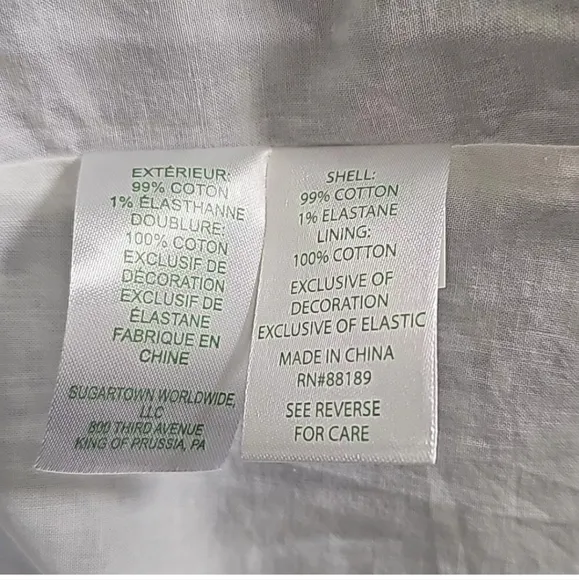 EXTÉRIEUR:
99% COTON
1% ÉLASTHANNE
DOUBLURE:
100% COTON
EXCLUSIF DE
DÉCORATION
EXCLUSIF DE
ÉLASTANE
FABRIQUE EN
CHINE
SUGARTOWN WORLDWIDE,
LLC
800 THIRD AVENUE
KING OF PRUSSIA, PA
SHELL:
99% COTTON
1% ELASTANE
LINING:
100% COTTON
EXCLUSIVE OF
DECORATION
EXCLUSIVE OF ELASTIC
MADE IN CHINA
RN#88189
SEE REVERSE
FOR CARE